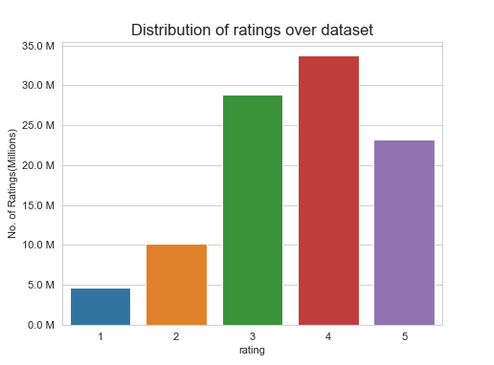 Distribution of ratings over dataset
No. of Ratings(Millions)
35.0 M
30.0 M
25.0 M
20.0 M
15.0 M
10.0 M
5.0 M
0.0 M
1 2 3 4 5
rating